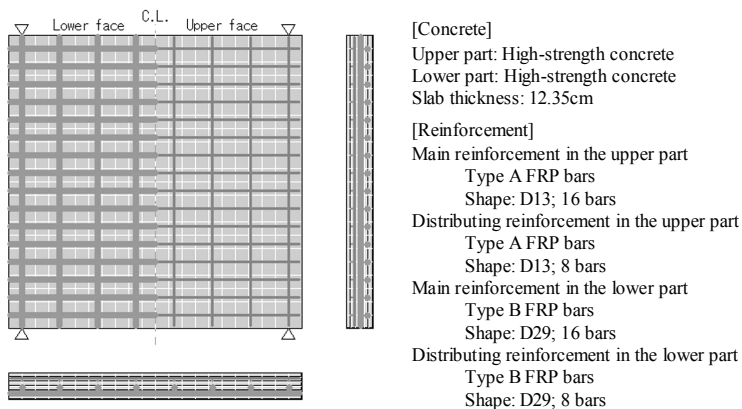 C.L.
Lower face
Upper face
[Concrete]
Upper part: High-strength concrete
Lower part: High-strength concrete
Slab thickness: 12.35cm
[Reinforcement]
Main reinforcement in the upper part
Type A FRP bars
Shape: D13; 16 bars
Distributing reinforcement in the upper part
Type A FRP bars
Shape: D13; 8 bars
Main reinforcement in the lower part
Type B FRP bars
Shape: D29; 16 bars
Distributing reinforcement in the lower part
Type B FRP bars
Shape: D29; 8 bars